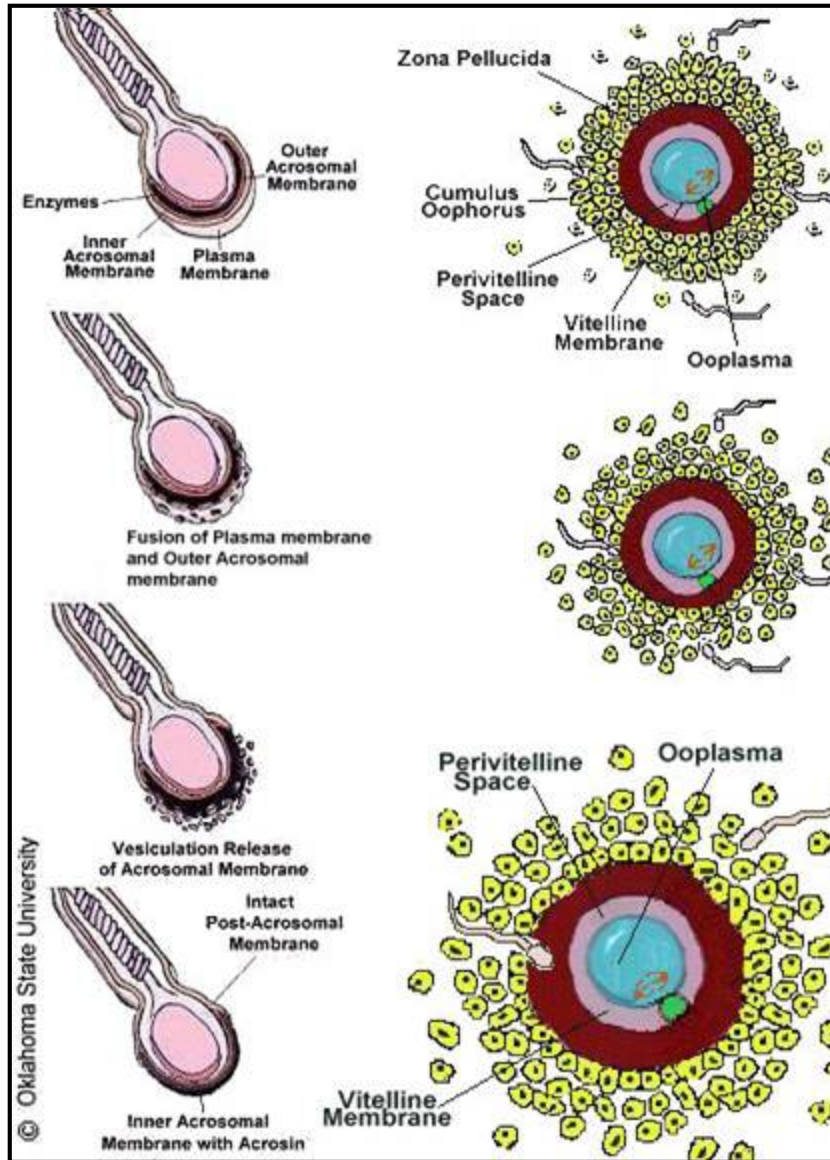 Outer
Acrosomal
Membrane
Enzymes
Inner
Acrosomal
Membrane
Plasma
Membrane
Zona Pellucida
Cumulus
Oophorus
Perivitelline
Space
Vitelline
Membrane
Ooplasma
Fusion of Plasma membrane
and Outer Acrosomal
membrane
Vesiculation Release
of Acrosomal Membrane
Perivitelline
Space
Ooplasma
Intact
Post-Acrosomal
Membrane
Vitelline
Membrane
Inner Acrosomal
Membrane with Acrosin
© Oklahoma State University